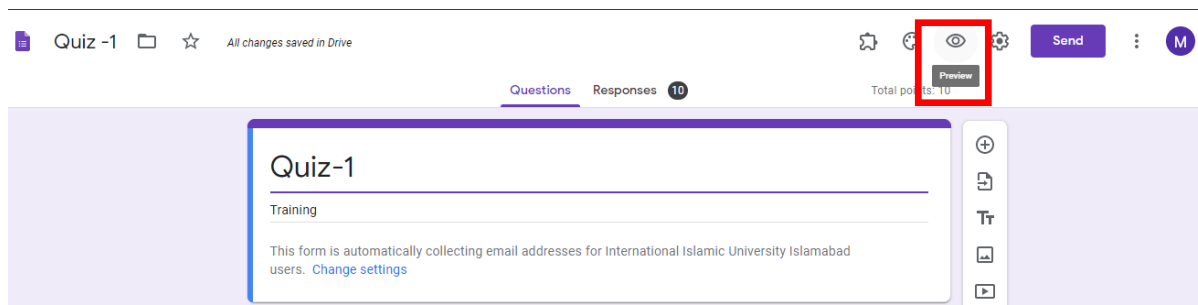 Quiz -1
All changes saved in Drive
Send
M
Preview
Questions Responses 10
Total points: 10
Quiz-1
Training
This form is automatically collecting email addresses for International Islamic University Islamabad
users. Change settings
Tт